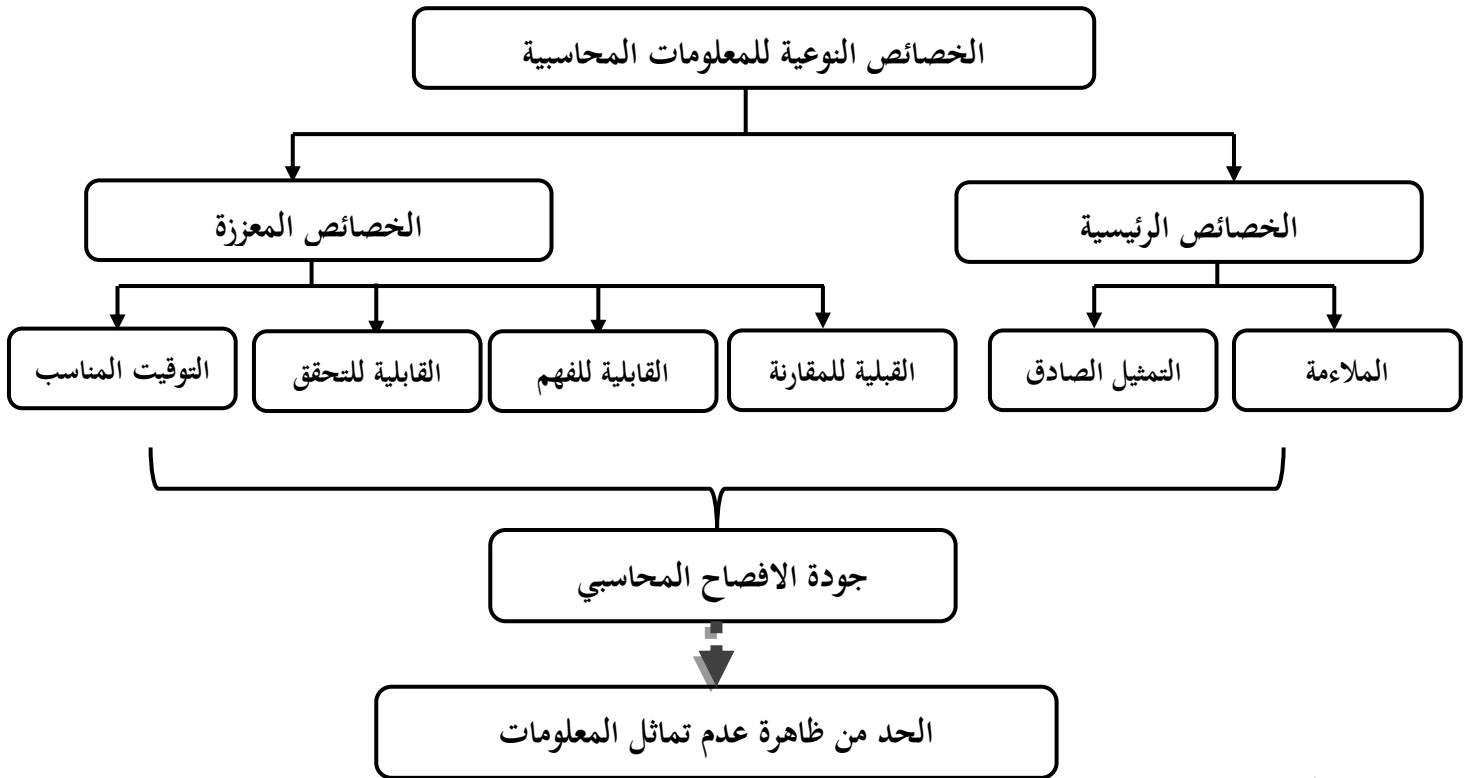 الخصائص النوعية للمعلومات المحاسبية
الخصائص الرئيسية
الخصائص المعززة
الملاءمة
التمثيل الصادق
القبلية للمقارنة
القابلية للفهم
القابلية للتحقق
التوقيت المناسب
جودة الافصاح المحاسبي
الحد من ظاهرة عدم تماثل المعلومات